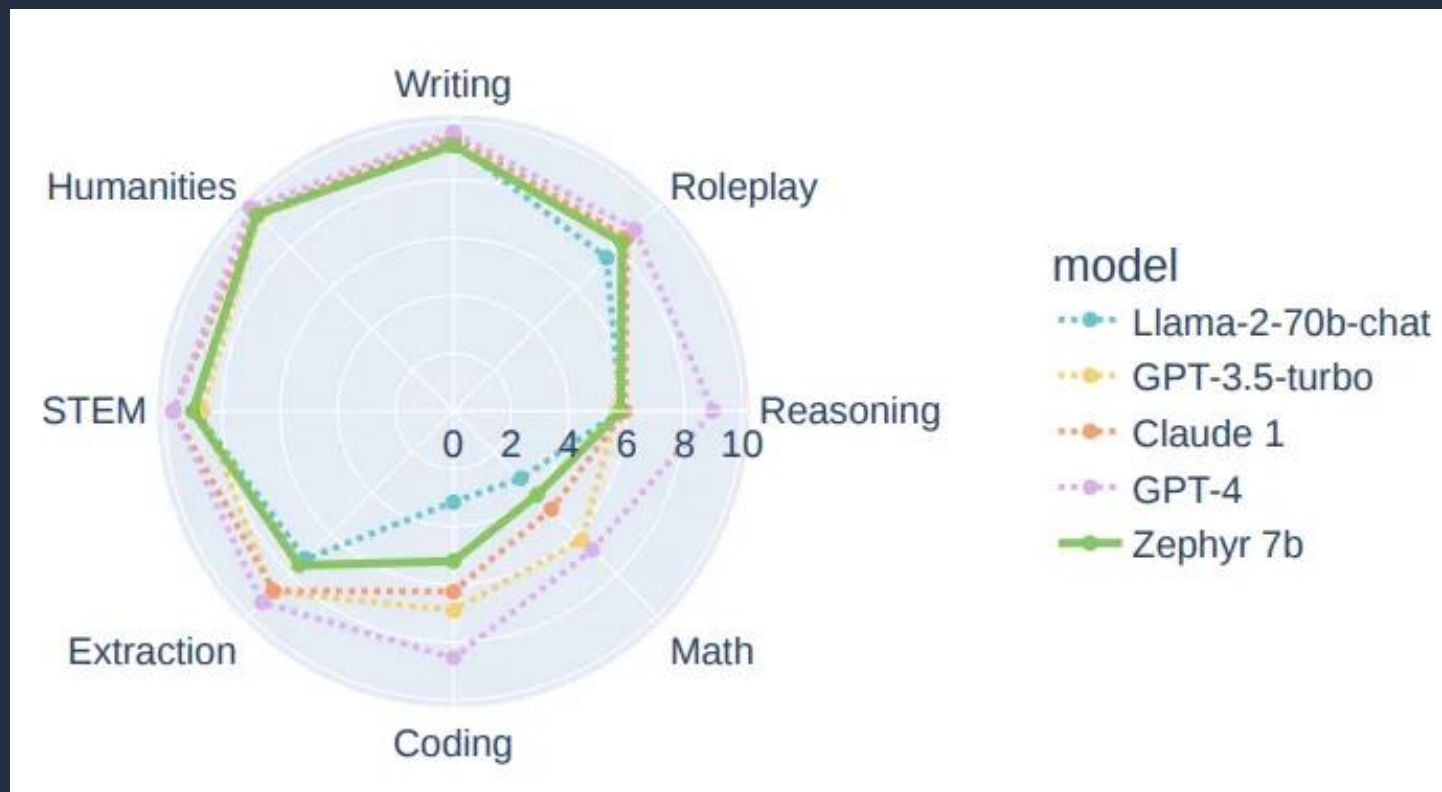 Writing
Humanities
Roleplay
STEM
Reasoning
0 2 4 6 8 10
Extraction
Math
Coding
model
Llama-2-70b-chat
GPT-3.5-turbo
Claude 1
GPT-4
Zephyr 7b